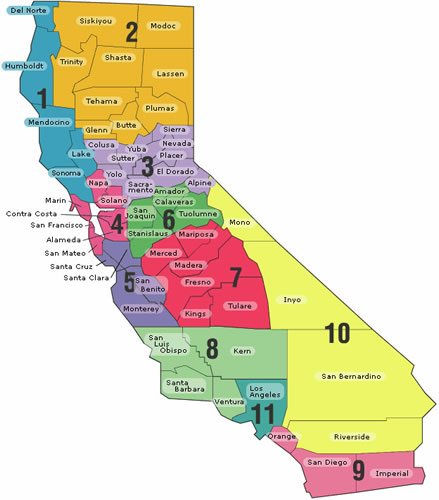 Del Norte
Siskiyou
2
Modoc
Humboldt
Trinity
Shasta
Lassen
1
Tehama
Plumas
Mendocino
Glenn
Butte
Sierra
Colusa
Yuba
Nevada
Lake
Sutter
3
Placer
Sonoma
Yolo
El Dorado
Napa
Sacra-
mento
Alpine
Marin
Solano
Amador
Calaveras
Contra Costa
4
San
Joaquin
6
Tuolumne
Mono
San Francisco
Stanislaus
Mariposa
Alameda
San Mateo
Merced
Santa Cruz
Madera
7
Santa Clara
5
San
Benito
Fresno
Inyo
Monterey
Kings
Tulare
10
San
Luis
Obispo
8
Kern
San Bernardino
Santa
Barbara
Los
Angeles
Ventura
11
Orange
Riverside
San Diego
9
Imperial